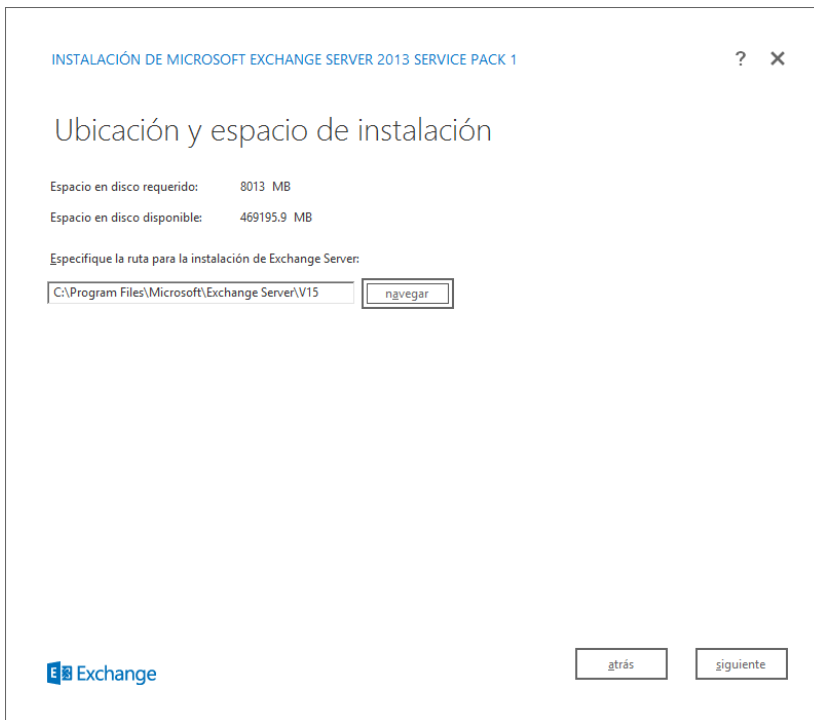 INSTALACIÓN DE MICROSOFT EXCHANGE SERVER 2013 SERVICE PACK 1 ? ✕
Ubicación y espacio de instalación
Espacio en disco requerido: 8013 MB
Espacio en disco disponible: 469195.9 MB
Especifique la ruta para la instalación de Exchange Server:
C:\Program Files\Microsoft\Exchange Server\V15 navegar
atrás siguiente
E Exchange